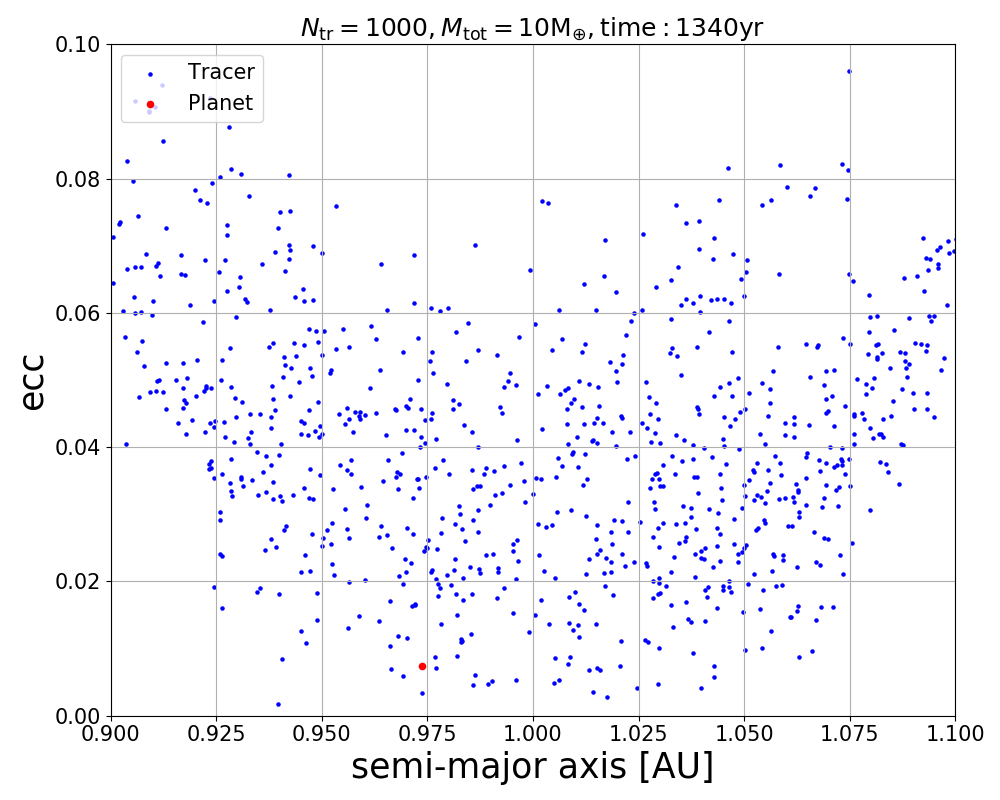 N_tr = 1000, M_tot = 10M_⊕, time : 1340yr
0.10
Tracer
Planet
0.08
0.06
ecc
0.04
0.02
0.00
0.900 0.925 0.950 0.975 1.000 1.025 1.050 1.075 1.100
semi-major axis [AU]